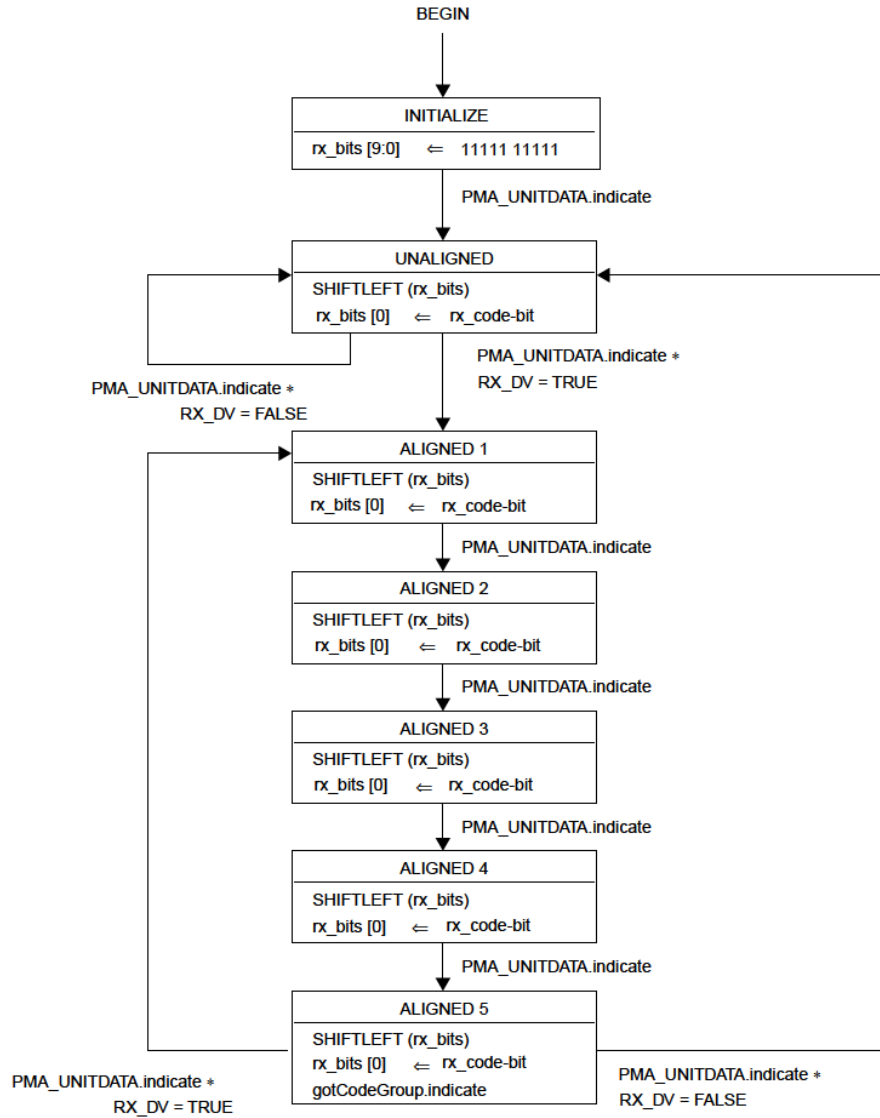 BEGIN
INITIALIZE
rx_bits [9:0] ⇐ 11111 11111
PMA_UNITDATA.indicate
UNALIGNED
SHIFTLEFT (rx_bits)
rx_bits [0] ⇐ rx_code-bit
PMA_UNITDATA.indicate *
RX_DV = TRUE
PMA_UNITDATA.indicate *
RX_DV = FALSE
ALIGNED 1
SHIFTLEFT (rx_bits)
rx_bits [0] ⇐ rx_code-bit
PMA_UNITDATA.indicate
ALIGNED 2
SHIFTLEFT (rx_bits)
rx_bits [0] ⇐ rx_code-bit
PMA_UNITDATA.indicate
ALIGNED 3
SHIFTLEFT (rx_bits)
rx_bits [0] ⇐ rx_code-bit
PMA_UNITDATA.indicate
ALIGNED 4
SHIFTLEFT (rx_bits)
rx_bits [0] ⇐ rx_code-bit
PMA_UNITDATA.indicate
ALIGNED 5
SHIFTLEFT (rx_bits)
rx_bits [0] ⇐ rx_code-bit
gotCodeGroup.indicate
PMA_UNITDATA.indicate *
RX_DV = TRUE
PMA_UNITDATA.indicate *
RX_DV = FALSE